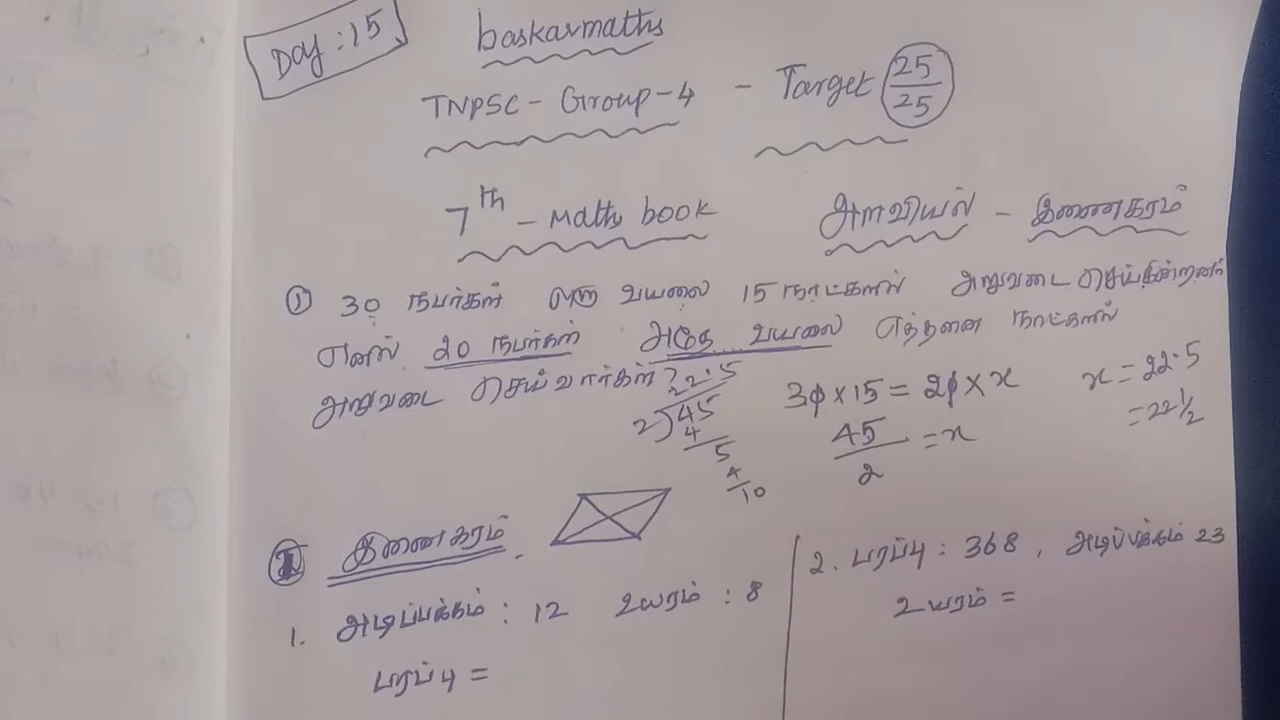 Day : 15
baskarmaths
TNPSC - Group-4 - Target 25/25
7th - Math book அளவியல் - இணைகரம்
① 30 நபர்கள் ஒரு வயலை 15 நாட்களில் அறுவடை செய்கின்றனர்
எனில் 20 நபர்கள் அதே வயலை எத்தனை நாட்களில்
அறுவடை செய்வார்கள்?
22.5
2)45
4
5
4
10
30 × 15 = 20 × x
45/2 = x
x = 22.5
= 22 1/2
I இணைகரம்.
1. அடிப்பக்கம் : 12 உயரம் : 8
பரப்பு =
2. பரப்பு : 368, அடிப்பக்கம் 23
உயரம் =